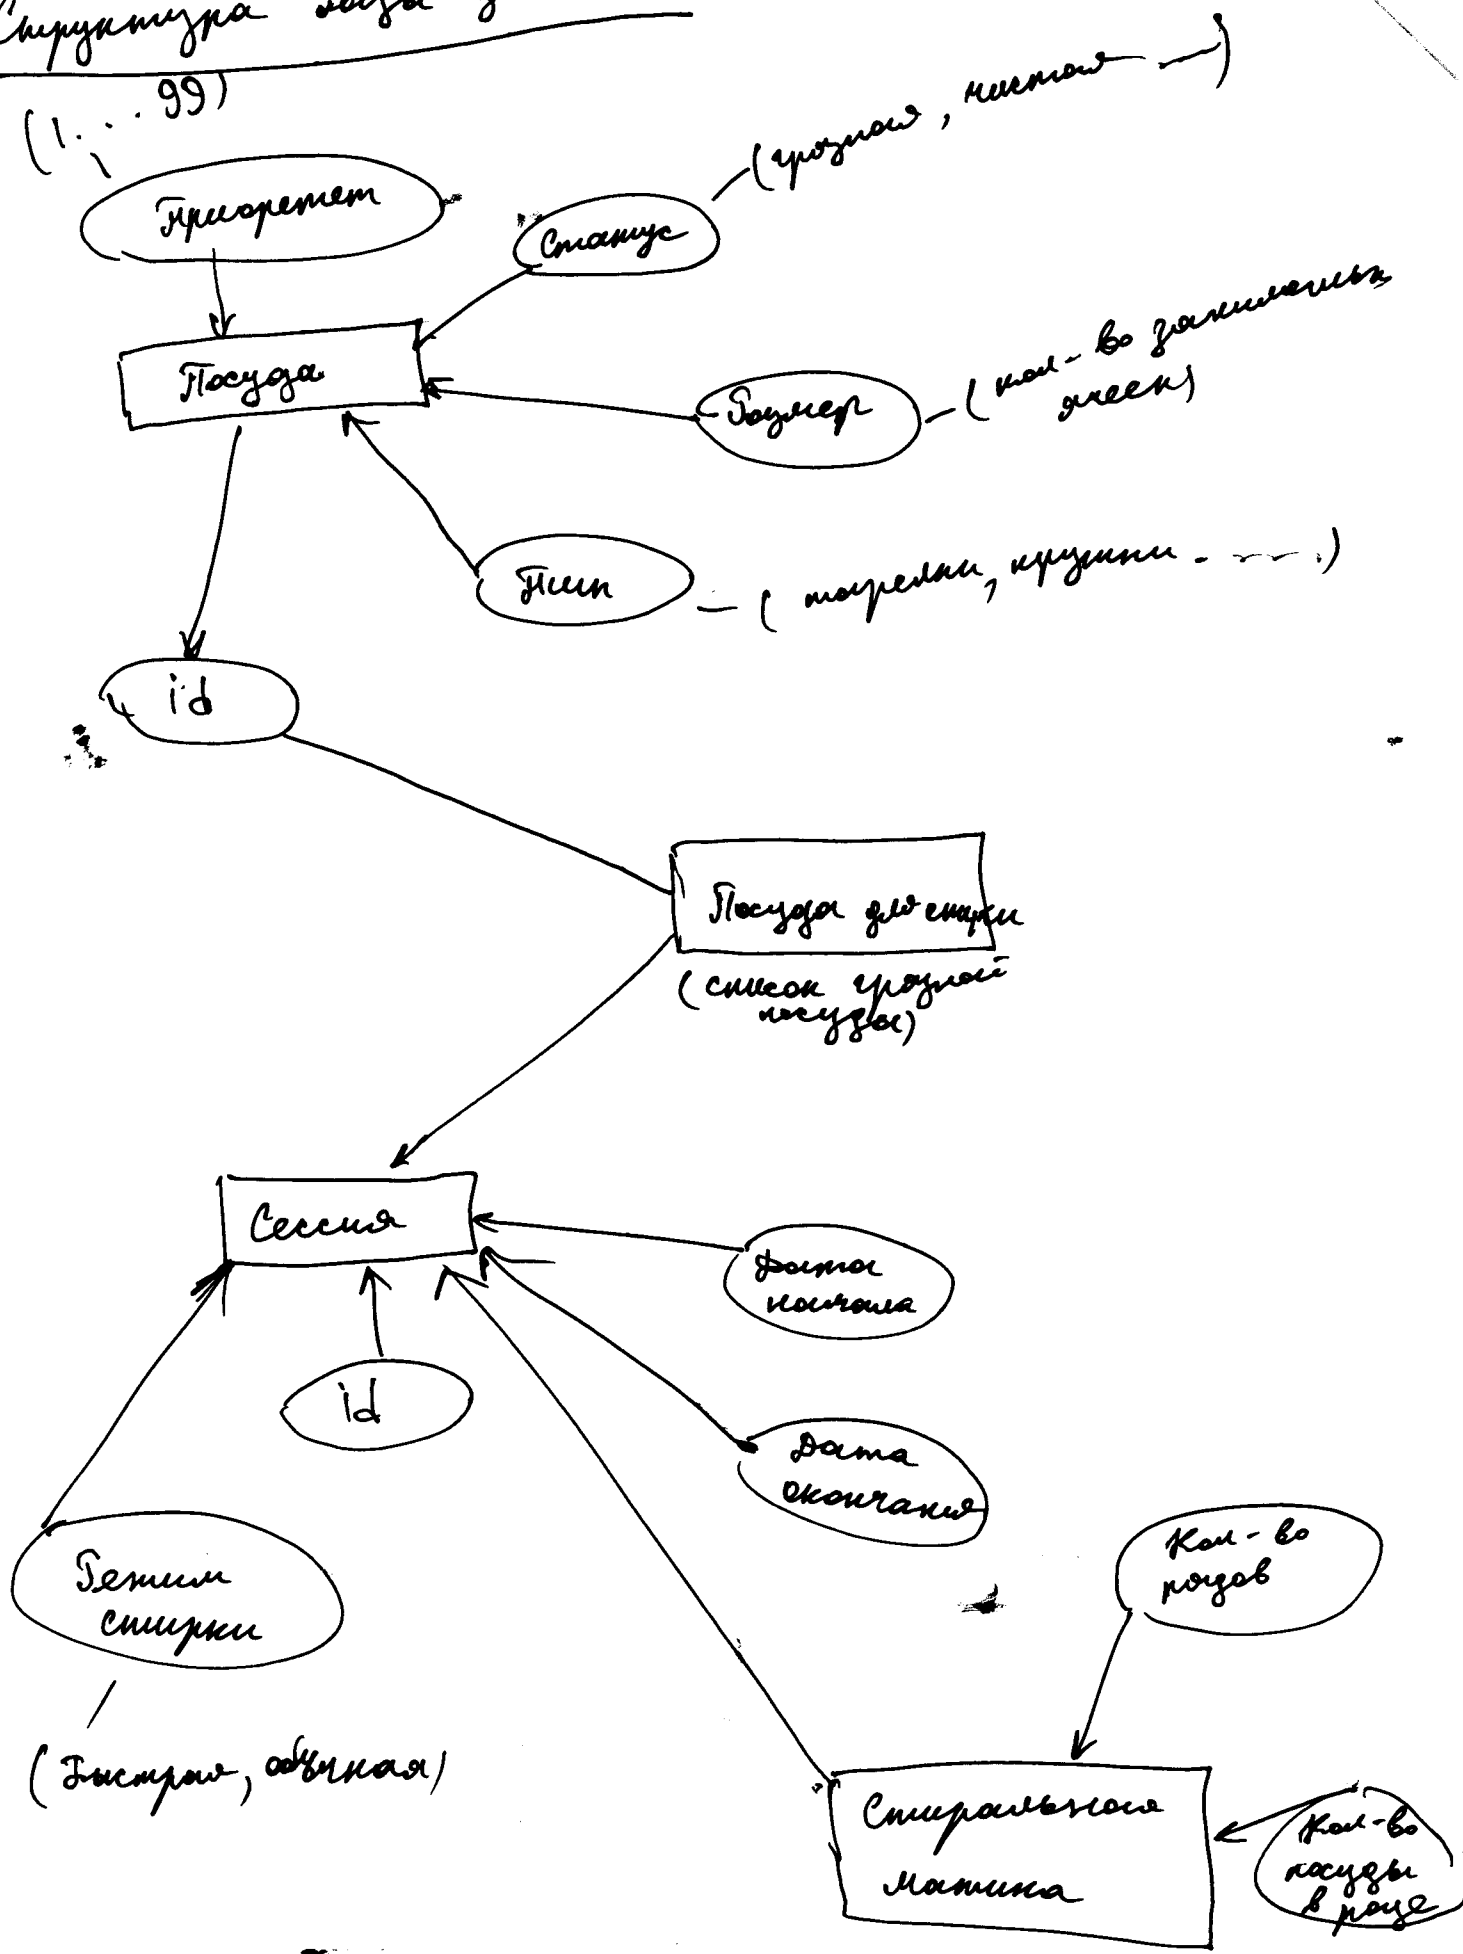 Структура базы
(1...99)
(грязная, чистая ---)
Приоретет
Статус
Посуда
Размер
(кол-во занимаемых
ячеек)
Тип
(тарелки, кружки - ----.)
id
Посуда для стирки
(список грязной
посуды)
Сессия
Дата
начала
id
Дата
окончания
Режим
стирки
Кол-во
рядов
(Быстрая, обычная)
Стиральная
машина
Кол-во
посуды
в ряде